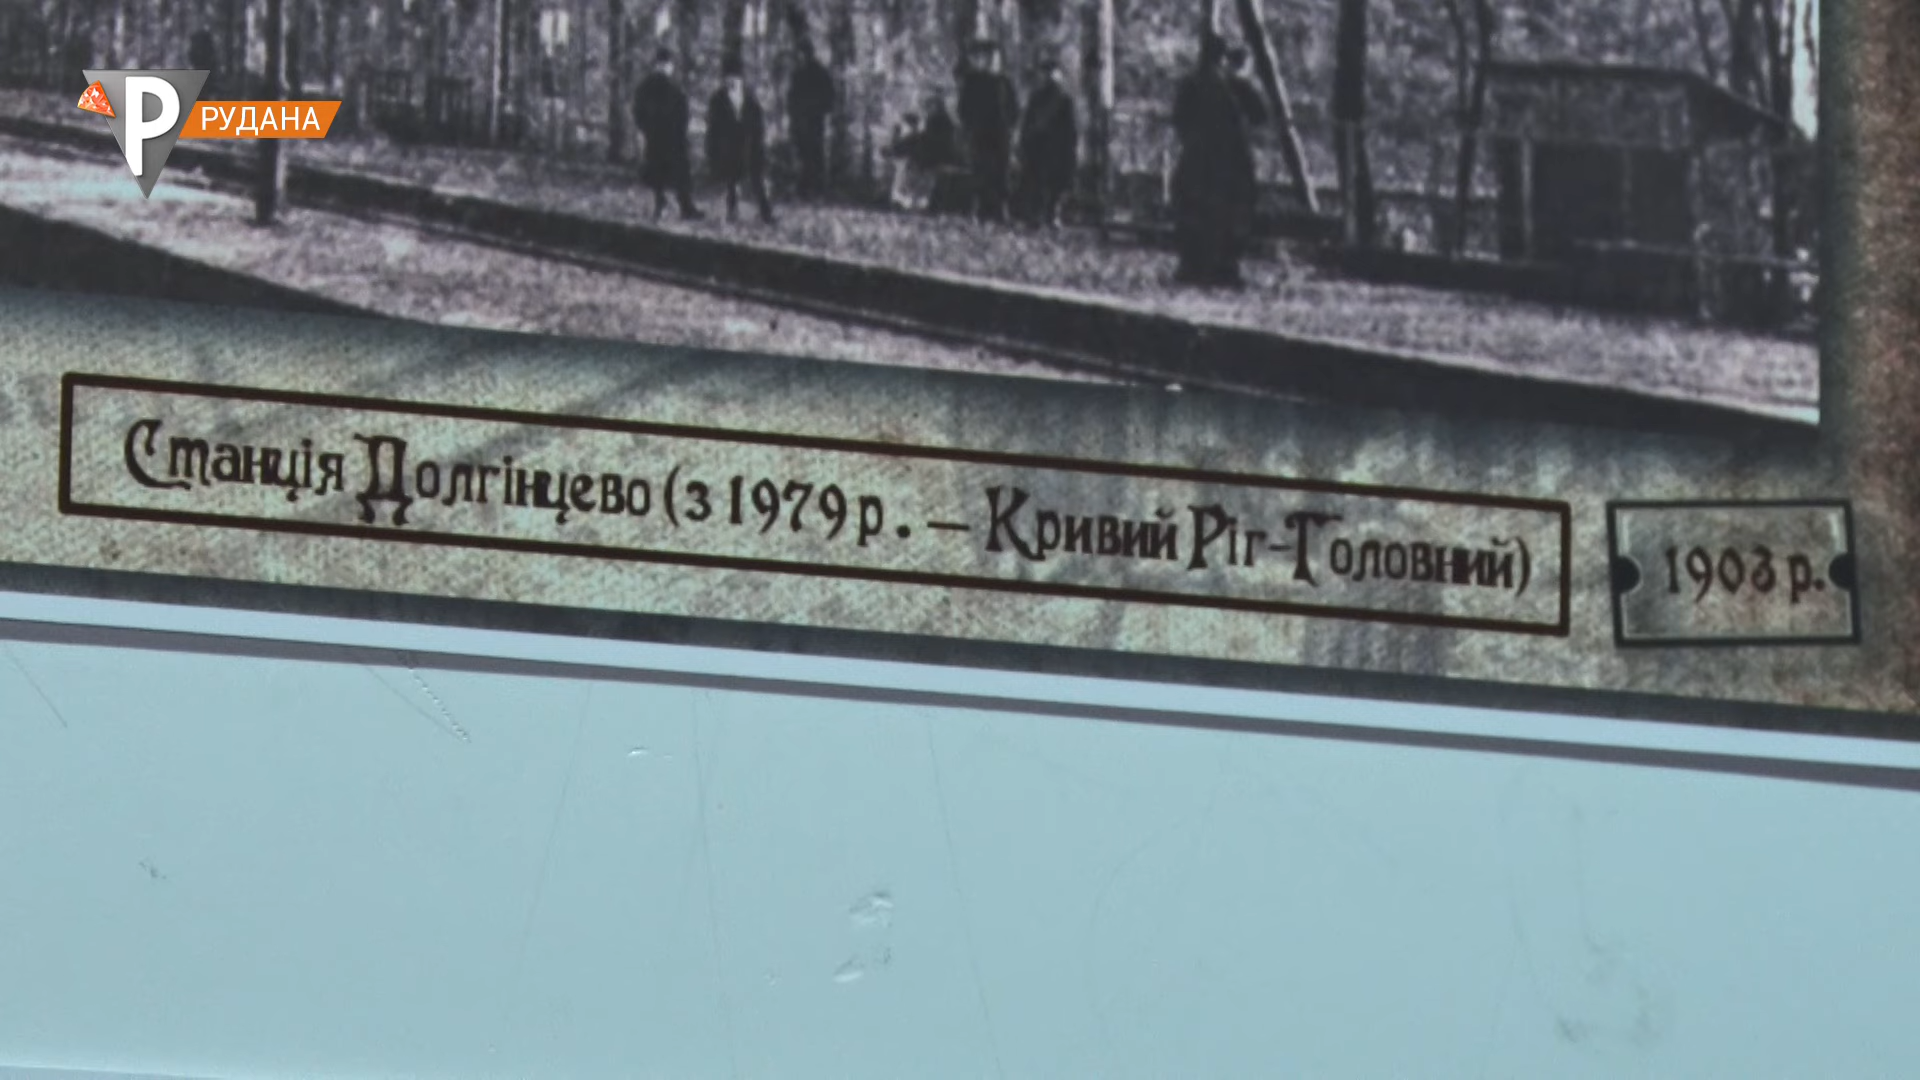 Р РУДАНА
Станція Долгінцево (з 1979 р. – Кривий Ріг-Головний)
1903 р.